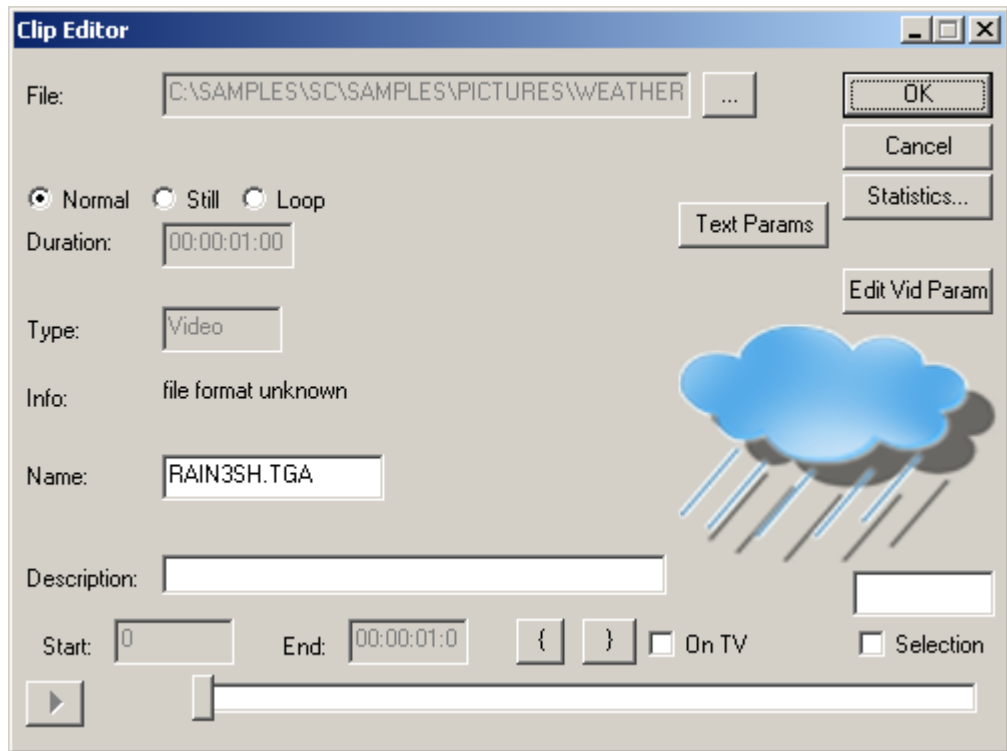 Clip Editor
File: C:\SAMPLES\SC\SAMPLES\PICTURES\WEATHER ... OK
Cancel
Normal Still Loop Statistics...
Duration: 00:00:01:00 Text Params
Edit Vid Param
Type: Video
Info: file format unknown
Name: RAIN3SH.TGA
Description:
Start: 0 End: 00:00:01:0 { } On TV Selection